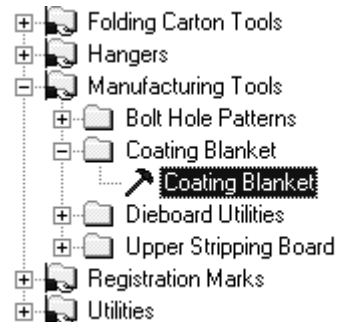 Folding Carton Tools
Hangers
Manufacturing Tools
Bolt Hole Patterns
Coating Blanket
Coating Blanket
Dieboard Utilities
Upper Stripping Board
Registration Marks
Utilities